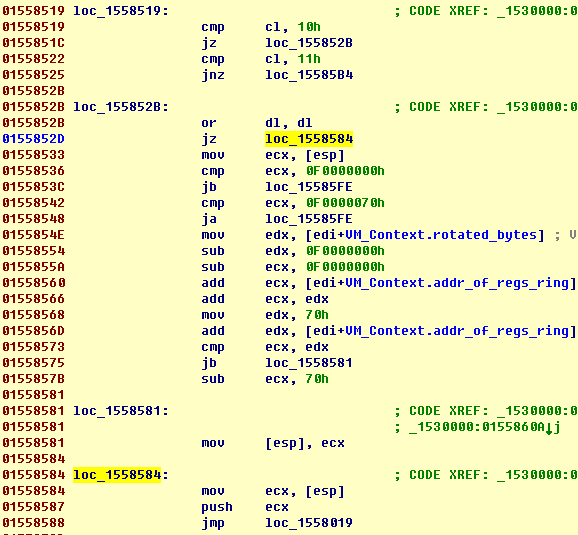 01558519 loc_1558519: ; CODE XREF: _1530000:0
01558519 cmp cl, 10h
0155851C jz loc_155852B
01558522 cmp cl, 11h
01558525 jnz loc_15585B4
0155852B
0155852B loc_155852B: ; CODE XREF: _1530000:0
0155852B or dl, dl
0155852D jz loc_1558584
01558533 mov ecx, [esp]
01558536 cmp ecx, 0F0000000h
0155853C jb loc_15585FE
01558542 cmp ecx, 0F0000070h
01558548 ja loc_15585FE
0155854E mov edx, [edi+VM_Context.rotated_bytes] ; V
01558554 sub edx, 0F0000000h
0155855A sub ecx, 0F0000000h
01558560 add ecx, [edi+VM_Context.addr_of_regs_ring]
01558566 add ecx, edx
01558568 mov edx, 70h
0155856D add edx, [edi+VM_Context.addr_of_regs_ring]
01558573 cmp ecx, edx
01558575 jb loc_1558581
0155857B sub ecx, 70h
01558581
01558581 loc_1558581: ; CODE XREF: _1530000:0
01558581 ; _1530000:0155860A↓j
01558581 mov [esp], ecx
01558584
01558584 loc_1558584: ; CODE XREF: _1530000:0
01558584 mov ecx, [esp]
01558587 push ecx
01558588 jmp loc_1558019